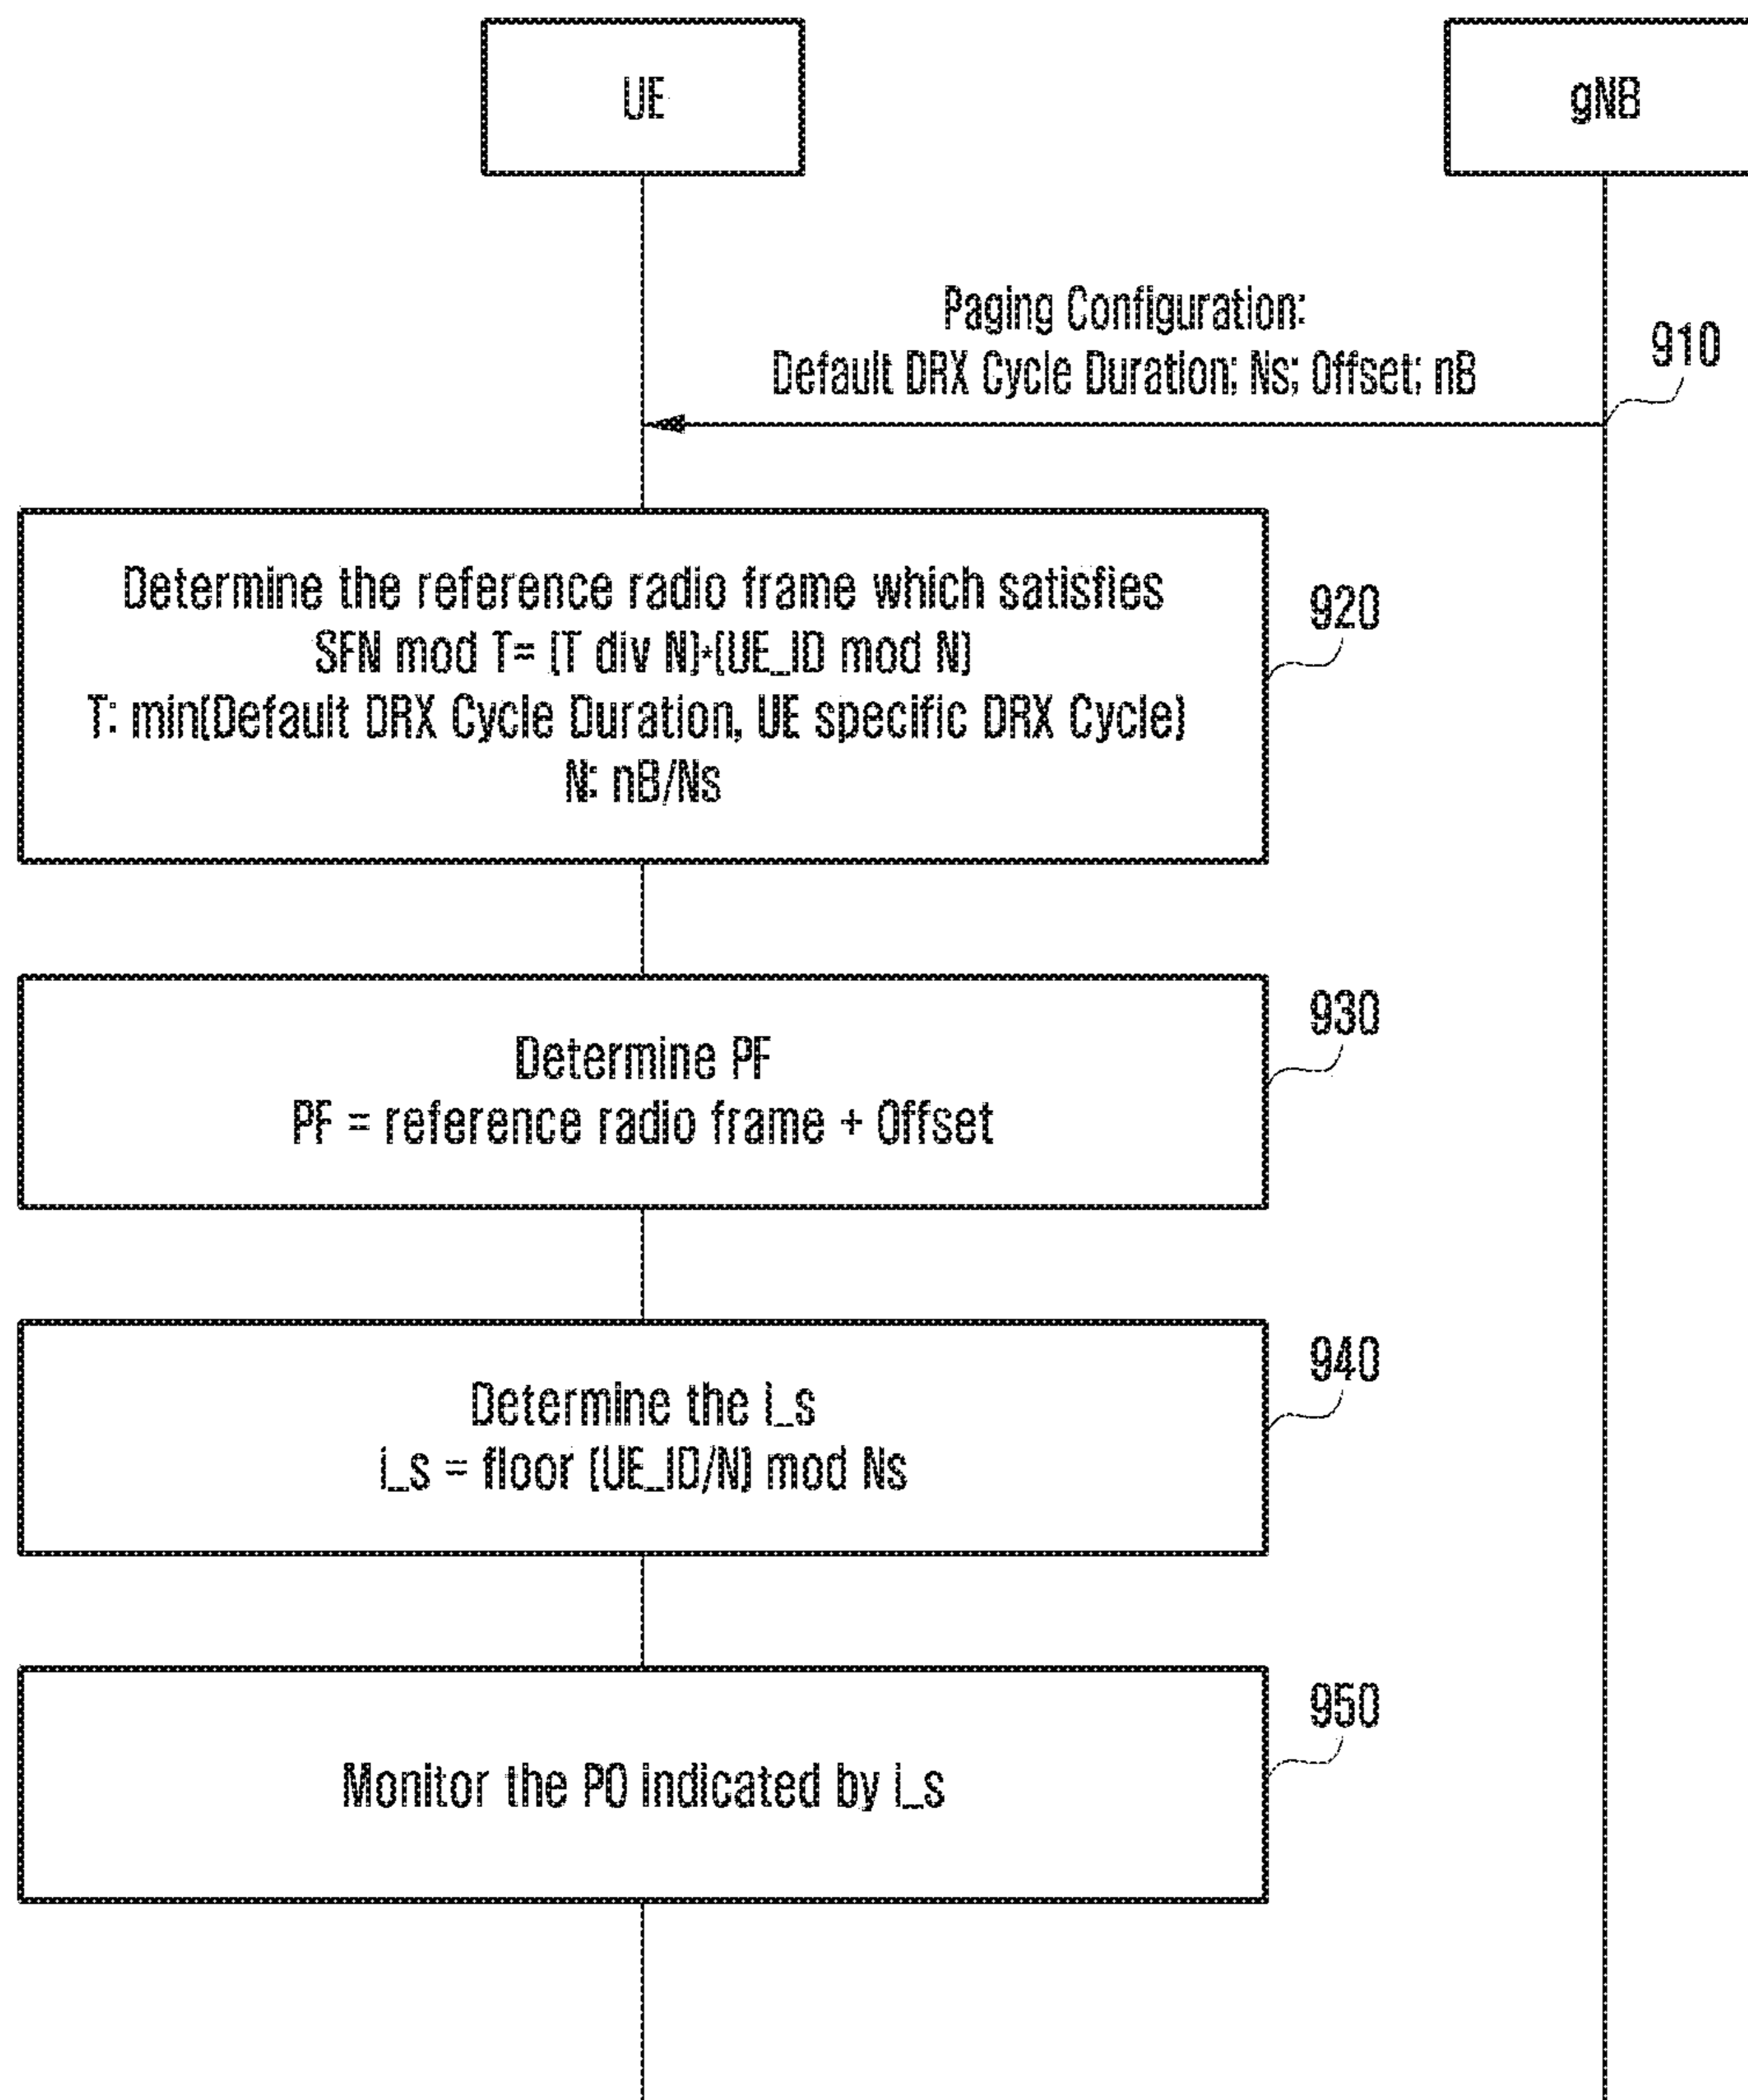 UE
gNB
Paging Configuration:
Default DRX Cycle Duration; Ns; Offset; nB
910
Determine the reference radio frame which satisfies
SFN mod T= (T div N)*(UE_ID mod N)
T: min(Default DRX Cycle Duration, UE specific DRX Cycle)
N: nB/Ns
920
Determine PF
PF = reference radio frame + Offset
930
Determine the i_s
i_s = floor (UE_ID/N) mod Ns
940
Monitor the PO indicated by i_s
950